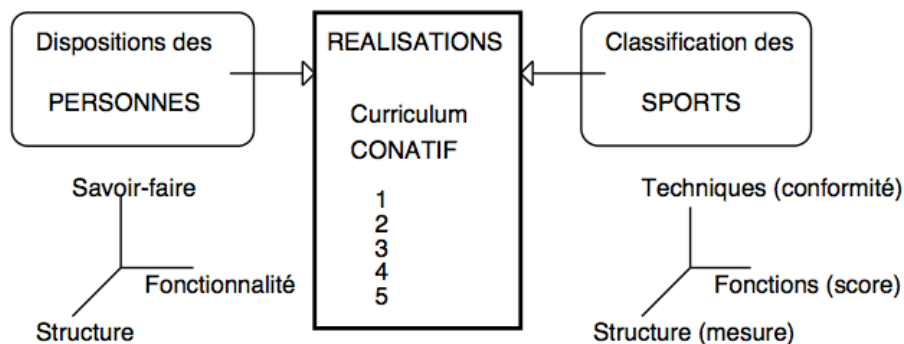 Dispositions des
PERSONNES
Savoir-faire
Fonctionnalité
Structure
REALISATIONS
Curriculum
CONATIF
1
2
3
4
5
Classification des
SPORTS
Techniques (conformité)
Fonctions (score)
Structure (mesure)